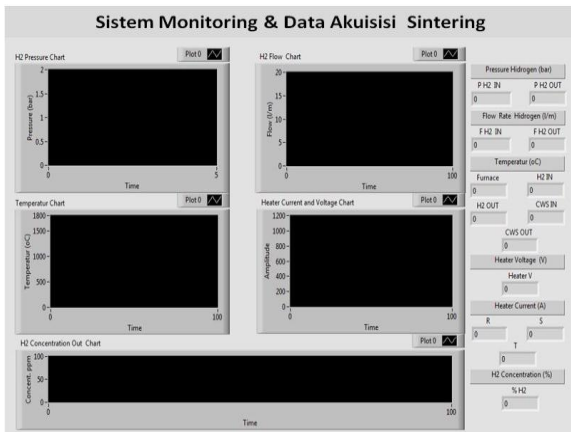 Sistem Monitoring & Data Akuisisi Sintering
H2 Pressure Chart
Plot 0
Pressure (bar)
2
1.5
1
0.5
0
0
5
Time
H2 Flow Chart
Plot 0
Flow (l/m)
20
15
10
5
0
0
100
Time
Temperatur Chart
Plot 0
Temperatur (oC)
1800
1500
1000
500
0
0
100
Time
Heater Current and Voltage Chart
Plot 0
Amplitude
1200
1000
800
600
400
200
0
0
100
Time
H2 Concentration Out Chart
Plot 0
Concent. ppm
100
50
0
0
100
Time
Pressure Hidrogen (bar)
P H2 IN P H2 OUT
0 0
Flow Rate Hidrogen (l/m)
F H2 IN F H2 OUT
0 0
Temperatur (oC)
Furnace H2 IN
0 0
H2 OUT CWS IN
0 0
CWS OUT
0
Heater Voltage (V)
Heater V
0
Heater Current (A)
R S
0 0
T
0
H2 Concentration (%)
% H2
0